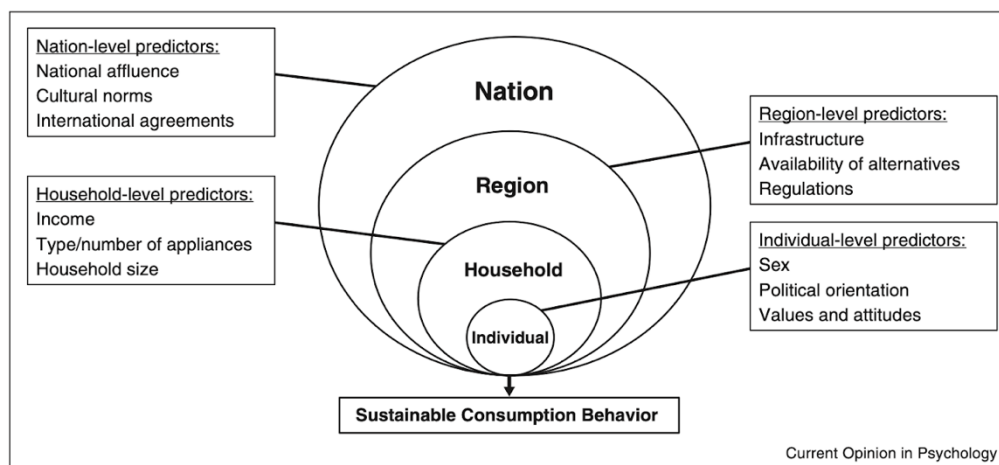 Nation-level predictors:
National affluence
Cultural norms
International agreements
Household-level predictors:
Income
Type/number of appliances
Household size
Nation
Region
Household
Individual
Region-level predictors:
Infrastructure
Availability of alternatives
Regulations
Individual-level predictors:
Sex
Political orientation
Values and attitudes
Sustainable Consumption Behavior
Current Opinion in Psychology